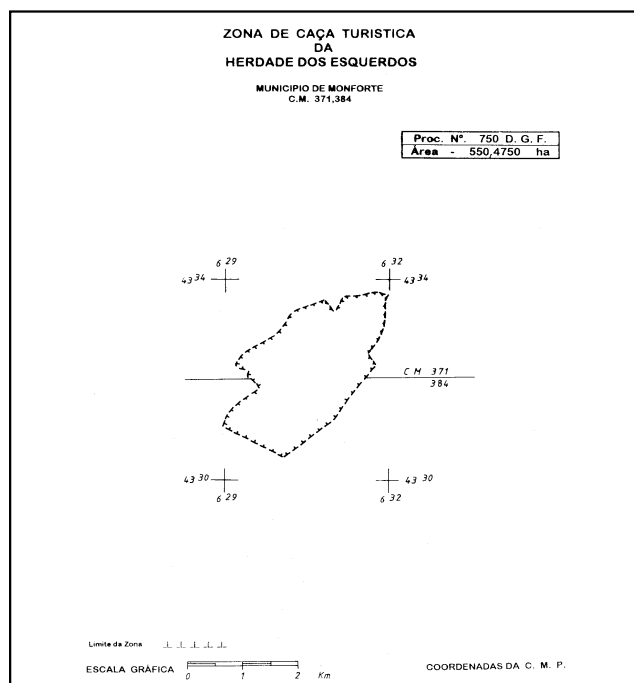 ZONA DE CAÇA TURISTICA
DA
HERDADE DOS ESQUERDOS
MUNICIPIO DE MONFORTE
C.M. 371,384
Proc. Nº. 750 D. G. F.
Área - 550,4750 ha
6 29
43 34
6 32
43 34
C M 371
384
43 30
6 29
43 30
6 32
Limite da Zona
ESCALA GRÁFICA
0 1 2 Km
COORDENADAS DA C. M. P.